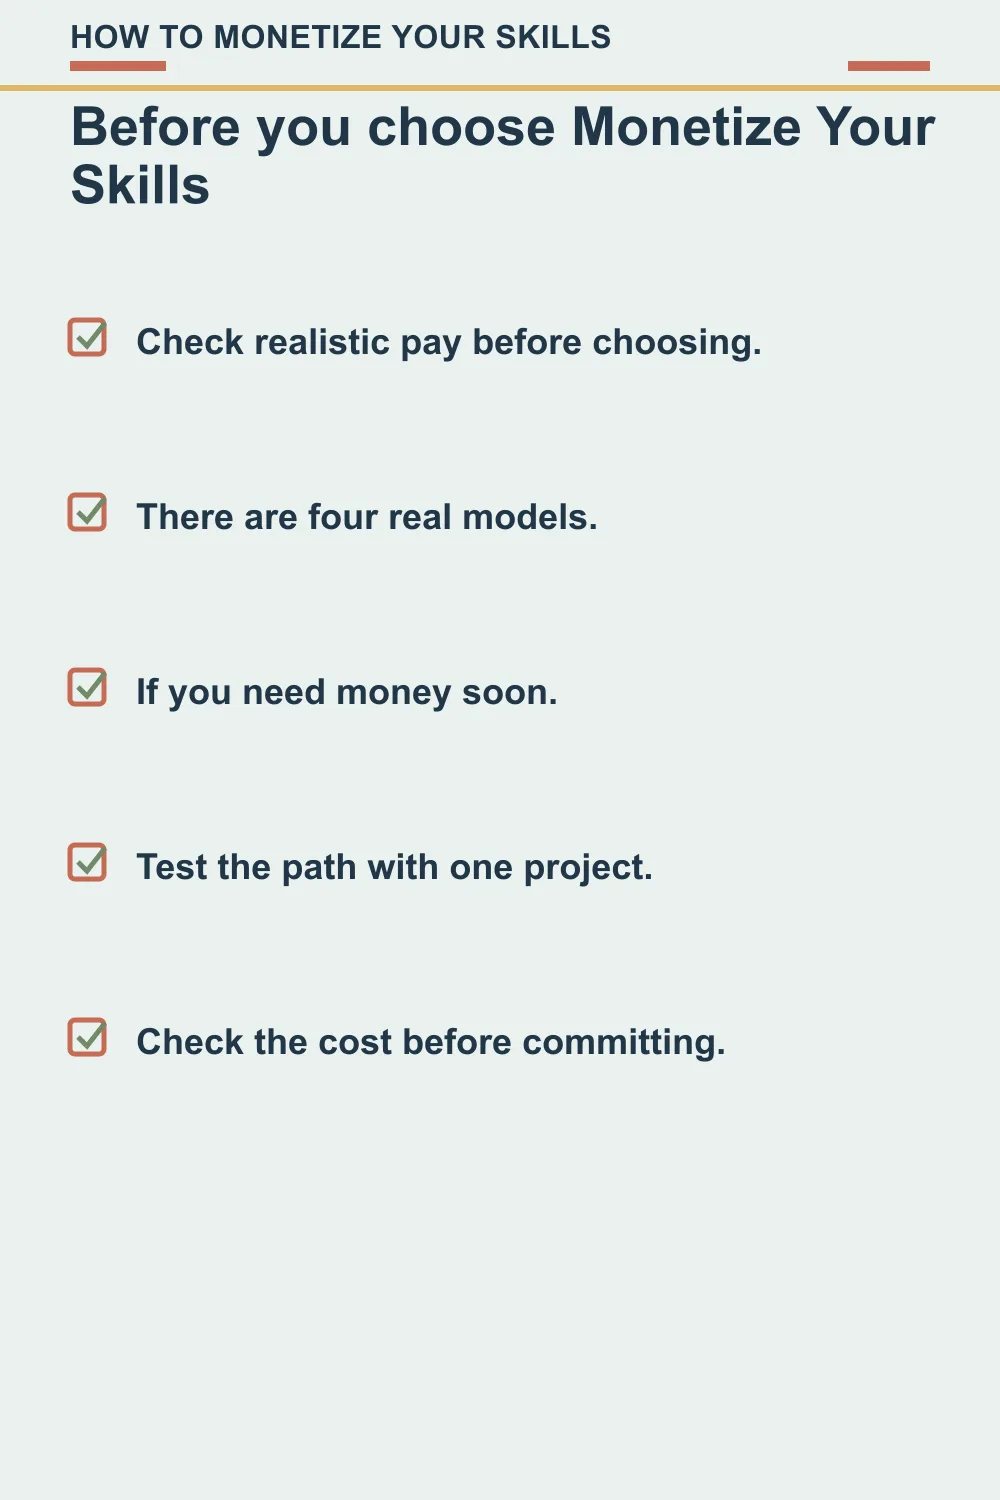 HOW TO MONETIZE YOUR SKILLS
Before you choose Monetize Your
Skills
Check realistic pay before choosing.
There are four real models.
If you need money soon.
Test the path with one project.
Check the cost before committing.